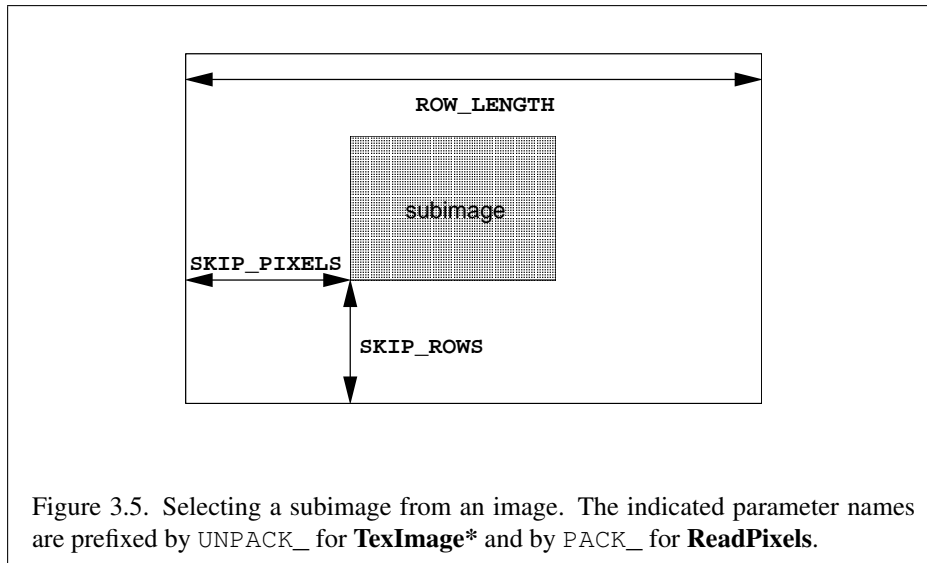 ROW_LENGTH
subimage
SKIP_PIXELS
SKIP_ROWS
Figure 3.5. Selecting a subimage from an image. The indicated parameter names
are prefixed by UNPACK_ for TexImage* and by PACK_ for ReadPixels.